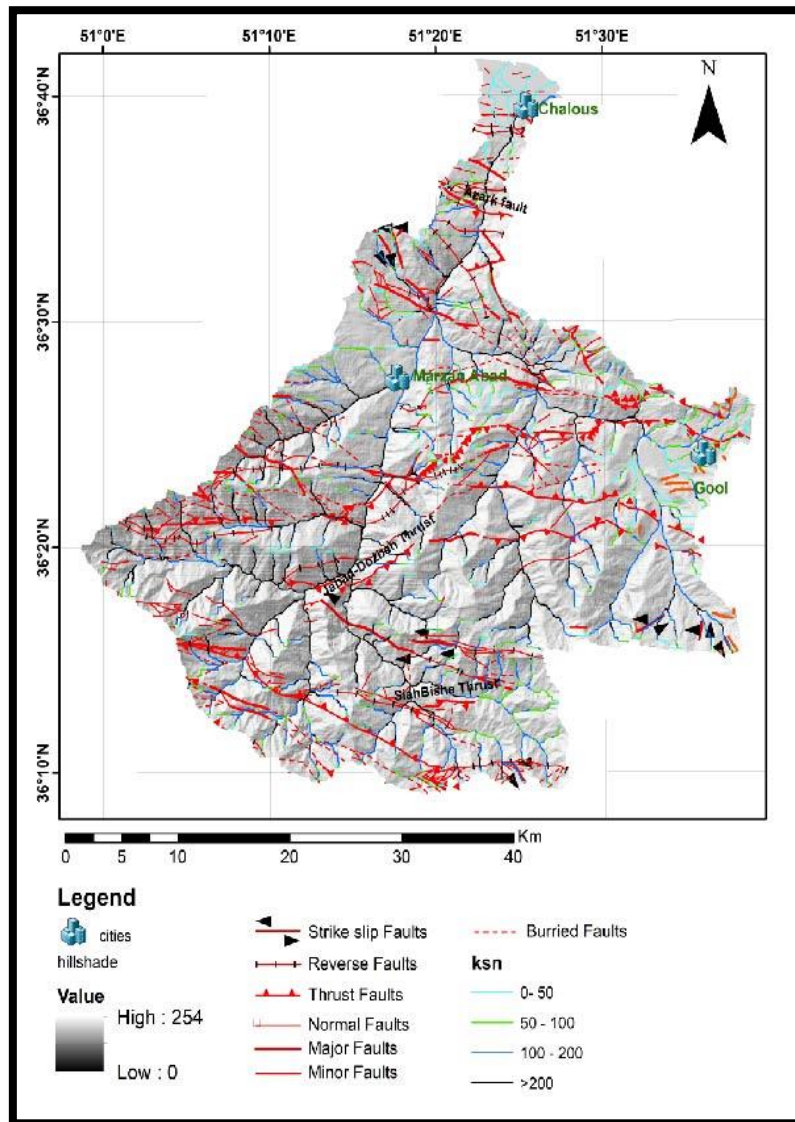 51°0'E 51°10'E 51°20'E 51°30'E
N
36°40'N
Chalous
Azark fault
36°30'N
Marzan Abad
Gool
36°20'N
Jaban-Dozbah Thrust
SiahBishe Thrust
36°10'N
Km
0 5 10 20 30 40
Legend
cities
hillshade
Value
High : 254
Low : 0
Strike slip Faults
Reverse Faults
Thrust Faults
Normal Faults
Major Faults
Minor Faults
Burried Faults
ksn
0- 50
50 - 100
100 - 200
>200